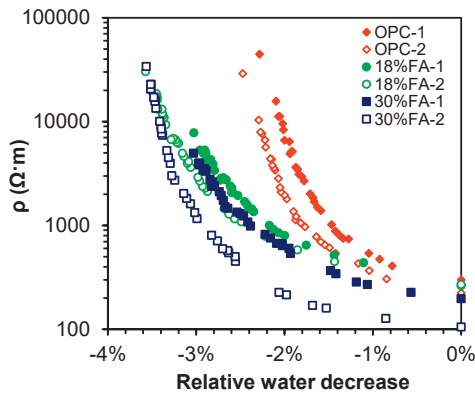 100000
10000
1000
100
ρ (Ω·m)
OPC-1
OPC-2
18%FA-1
18%FA-2
30%FA-1
30%FA-2
-4% -3% -2% -1% 0%
Relative water decrease